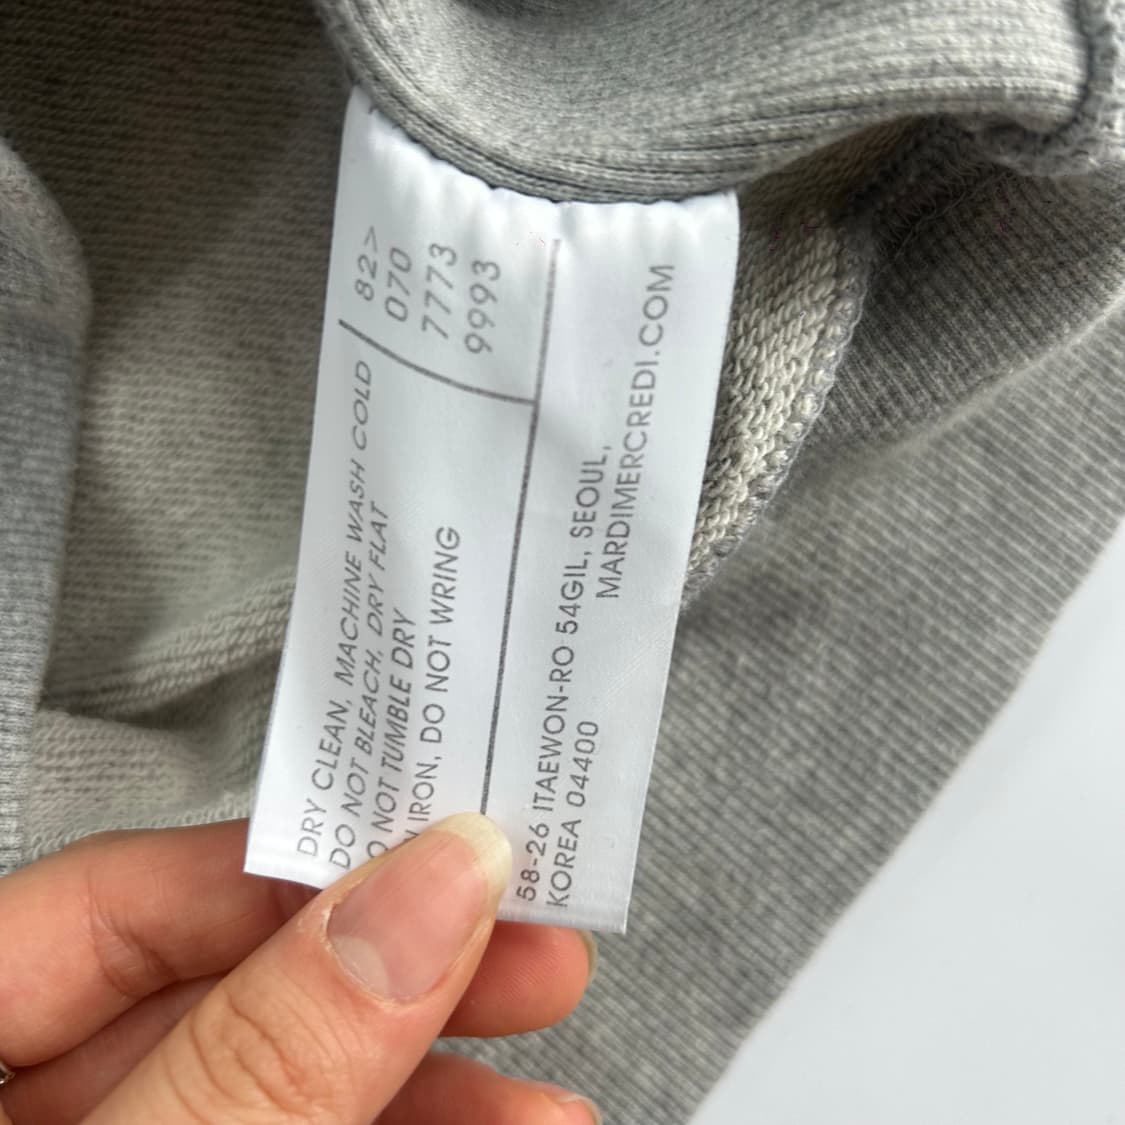 82>
070
7773
9993
DRY CLEAN, MACHINE WASH COLD
DO NOT BLEACH, DRY FLAT
NOT TUMBLE DRY
IRON, DO NOT WRING
58-26 ITAEWON-RO 54GIL, SEOUL,
KOREA 04400
MARDIMERCREDI.COM